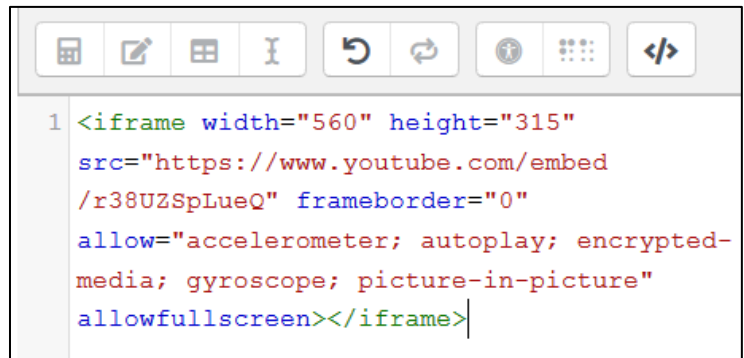 </>
1 <iframe width="560" height="315"
src="https://www.youtube.com/embed
/r38UZSpLueQ" frameborder="0"
allow="accelerometer; autoplay; encrypted-
media; gyroscope; picture-in-picture"
allowfullscreen></iframe>